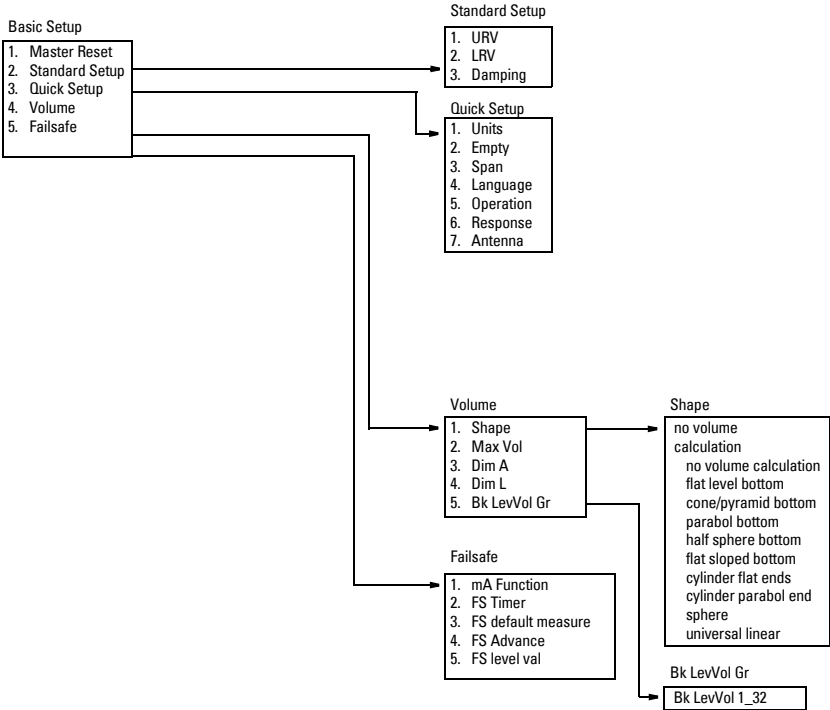 Basic Setup
1. Master Reset
2. Standard Setup
3. Quick Setup
4. Volume
5. Failsafe
Standard Setup
1. URV
2. LRV
3. Damping
Quick Setup
1. Units
2. Empty
3. Span
4. Language
5. Operation
6. Response
7. Antenna
Volume
1. Shape
2. Max Vol
3. Dim A
4. Dim L
5. Bk LevVol Gr
Shape
no volume
calculation
no volume calculation
flat level bottom
cone/pyramid bottom
parabol bottom
half sphere bottom
flat sloped bottom
cylinder flat ends
cylinder parabol end
sphere
universal linear
Failsafe
1. mA Function
2. FS Timer
3. FS default measure
4. FS Advance
5. FS level val
Bk LevVol Gr
Bk LevVol 1_32